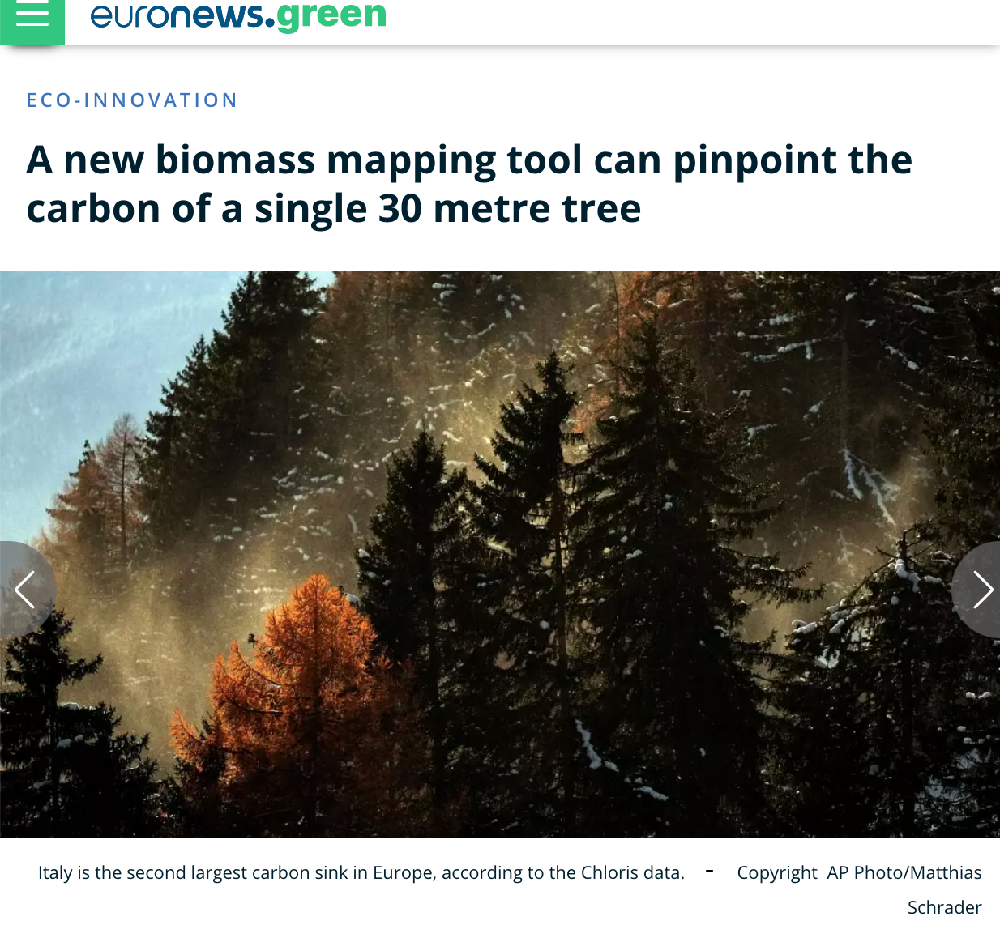 euronews.green
ECO-INNOVATION
A new biomass mapping tool can pinpoint the
carbon of a single 30 metre tree
Italy is the second largest carbon sink in Europe, according to the Chloris data. - Copyright AP Photo/Matthias
Schrader